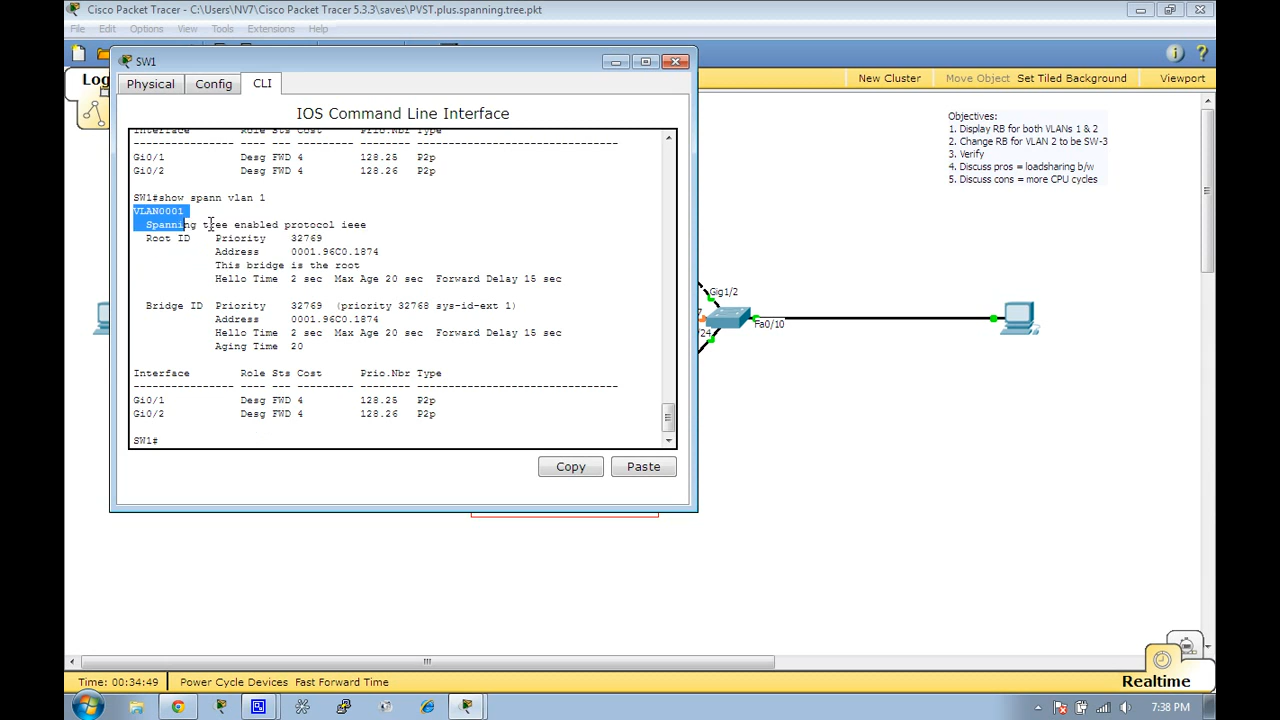 Cisco Packet Tracer - C:\Users\NV7\Cisco Packet Tracer 5.3.3\saves\PVST.plus.spanning.tree.pkt
File Edit Options View Tools Extensions Help
Log
New Cluster Move Object Set Tiled Background Viewport
SW1
Physical Config CLI
IOS Command Line Interface
Interface Role Sts Cost Prio.Nbr Type
---------------- ---- --- --------- -------- --------------------------------
Gi0/1 Desg FWD 4 128.25 P2p
Gi0/2 Desg FWD 4 128.26 P2p
SW1#show spann vlan 1
VLAN0001
Spanning tree enabled protocol ieee
Root ID Priority 32769
Address 0001.96C0.1874
This bridge is the root
Hello Time 2 sec Max Age 20 sec Forward Delay 15 sec
Bridge ID Priority 32769 (priority 32768 sys-id-ext 1)
Address 0001.96C0.1874
Hello Time 2 sec Max Age 20 sec Forward Delay 15 sec
Aging Time 20
Interface Role Sts Cost Prio.Nbr Type
---------------- ---- --- --------- -------- --------------------------------
Gi0/1 Desg FWD 4 128.25 P2p
Gi0/2 Desg FWD 4 128.26 P2p
SW1#
Copy Paste
Objectives:
1. Display RB for both VLANs 1 & 2
2. Change RB for VLAN 2 to be SW-3
3. Verify
4. Discuss pros = loadsharing b/w
5. Discuss cons = more CPU cycles
Gig1/2
Fa0/10
Time: 00:34:49 Power Cycle Devices Fast Forward Time
Realtime
7:38 PM